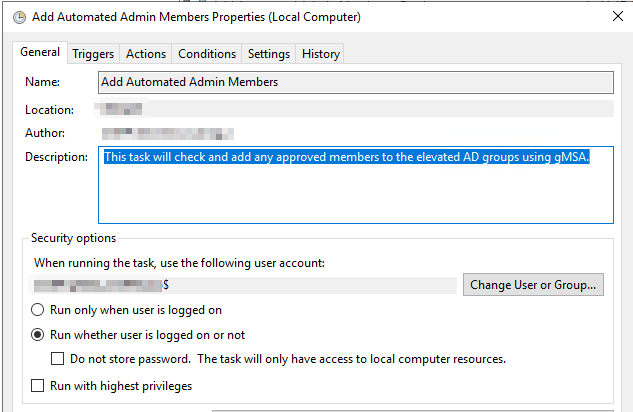 Add Automated Admin Members Properties (Local Computer)
General Triggers Actions Conditions Settings History
Name: Add Automated Admin Members
Location:
Author:
Description: This task will check and add any approved members to the elevated AD groups using gMSA.
Security options
When running the task, use the following user account:
$ Change User or Group...
Run only when user is logged on
Run whether user is logged on or not
Do not store password. The task will only have access to local computer resources.
Run with highest privileges